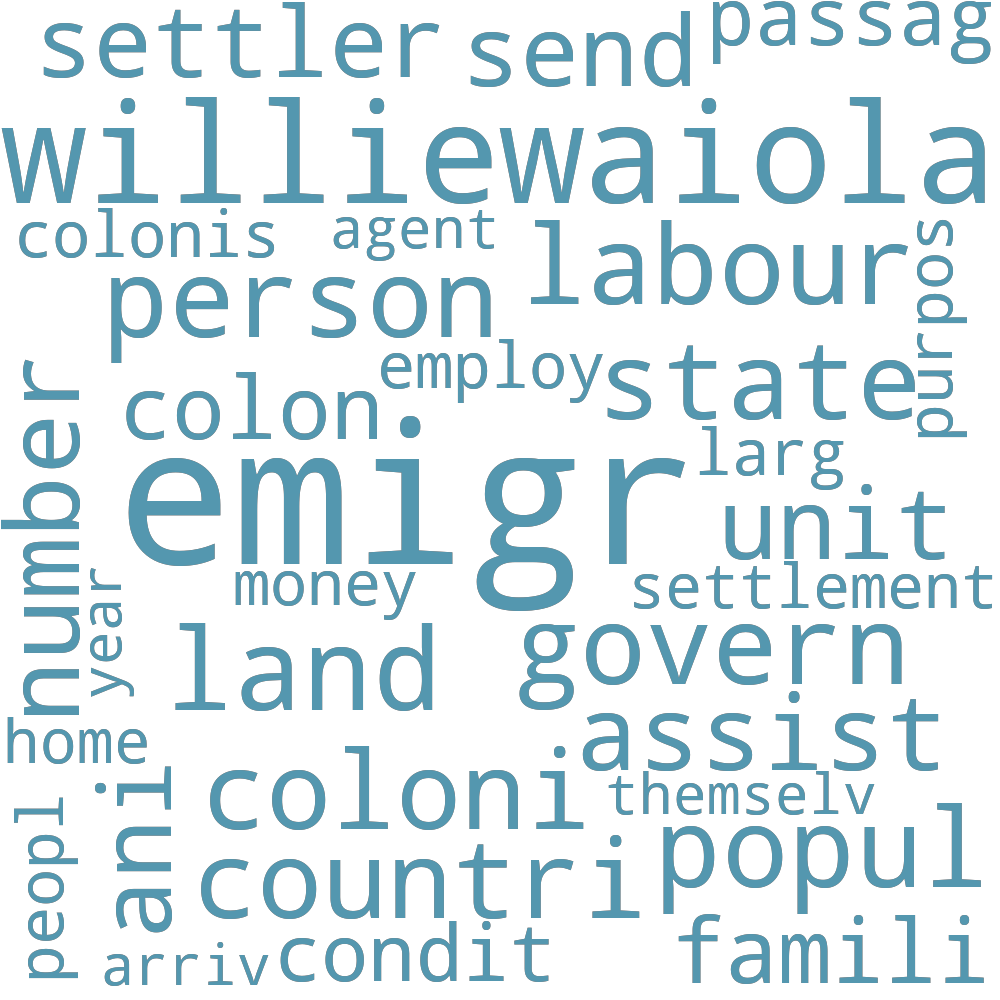 settler send passag
williewaiola
colonis agent labour purpos
person
employ state
colon
number emigr larg
unit
year money settlement
land govern
home assist
ani coloni themselv
peopl countri popul
arriv condit famili